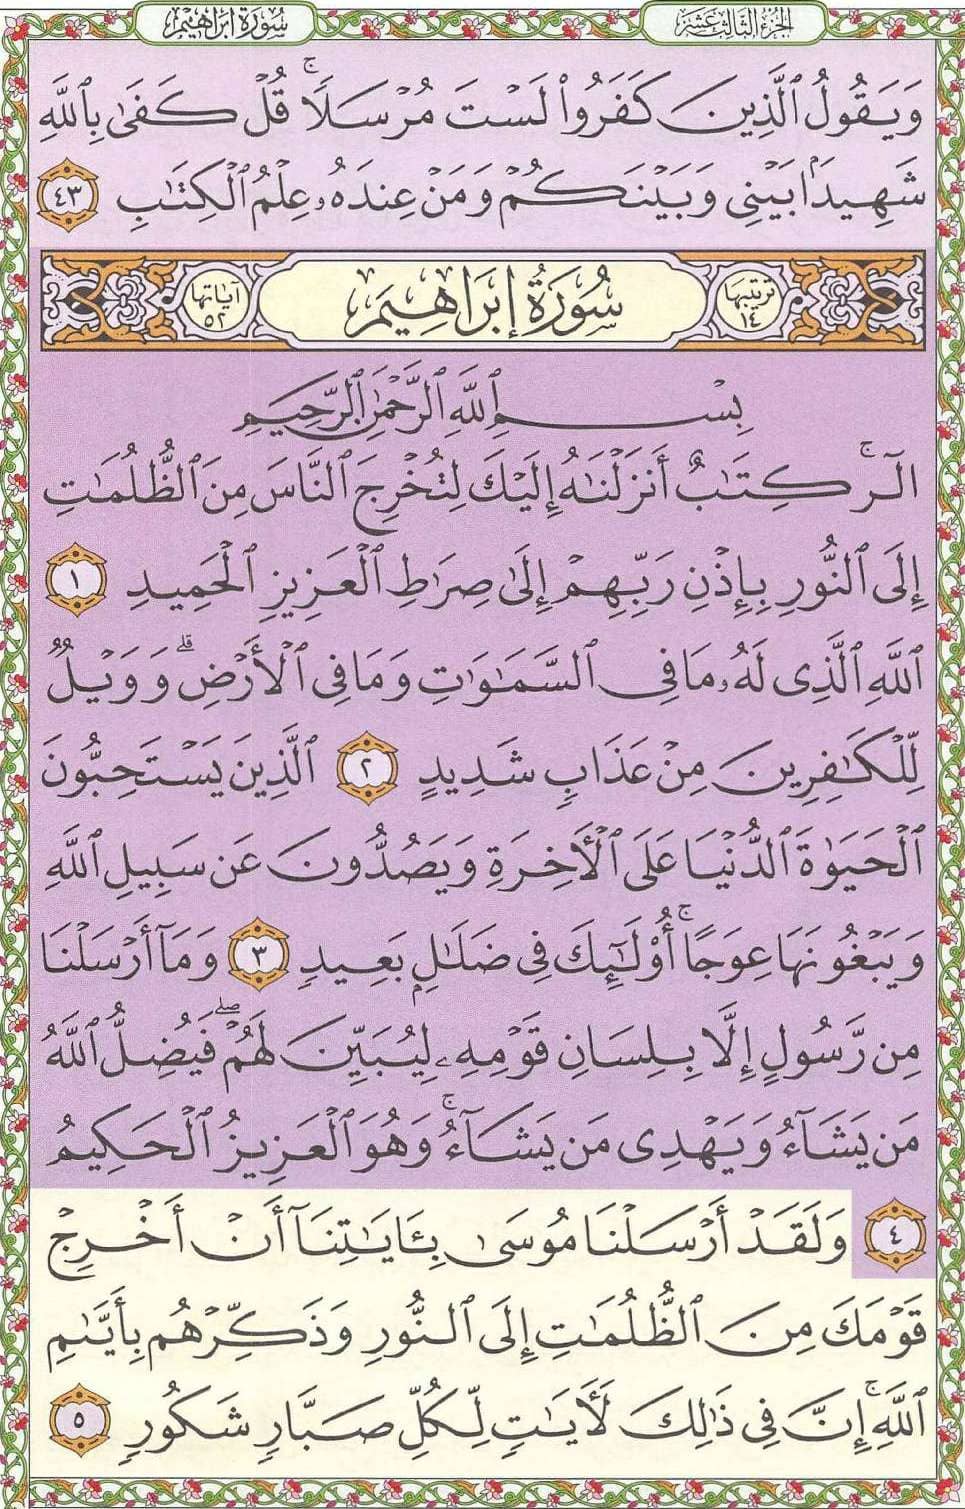 الجزء الثالث عشر
سورة ابراهيم
وَيَقُولُ ٱلَّذِينَ كَفَرُوا۟ لَسْتَ مُرْسَلًا ۚ قُلْ كَفَىٰ بِٱللَّهِ
شَهِيدًۢا بَيْنِى وَبَيْنَكُمْ وَمَنْ عِندَهُۥ عِلْمُ ٱلْكِتَـٰبِ ٤٣
ترتيبها ١٤
سُورَةُ إبراهيم
آياتها ٥٢
بِسْمِ ٱللَّهِ ٱلرَّحْمَـٰنِ ٱلرَّحِيمِ
الٓر ۚ كِتَـٰبٌ أَنزَلْنَـٰهُ إِلَيْكَ لِتُخْرِجَ ٱلنَّاسَ مِنَ ٱلظُّلُمَـٰتِ
إِلَى ٱلنُّورِ بِإِذْنِ رَبِّهِمْ إِلَىٰ صِرَٰطِ ٱلْعَزِيزِ ٱلْحَمِيدِ ١
ٱللَّهِ ٱلَّذِى لَهُۥ مَا فِى ٱلسَّمَـٰوَٰتِ وَمَا فِى ٱلْأَرْضِ ۗ وَوَيْلٌ
لِّلْكَـٰفِرِينَ مِنْ عَذَابٍ شَدِيدٍ ٢ ٱلَّذِينَ يَسْتَحِبُّونَ
ٱلْحَيَوٰةَ ٱلدُّنْيَا عَلَى ٱلْـَٔاخِرَةِ وَيَصُدُّونَ عَن سَبِيلِ ٱللَّهِ
وَيَبْغُونَهَا عِوَجًا ۚ أُو۟لَـٰٓئِكَ فِى ضَلَـٰلٍۭ بَعِيدٍ ٣ وَمَآ أَرْسَلْنَا
مِن رَّسُولٍ إِلَّا بِلِسَانِ قَوْمِهِۦ لِيُبَيِّنَ لَهُمْ ۖ فَيُضِلُّ ٱللَّهُ
مَن يَشَآءُ وَيَهْدِى مَن يَشَآءُ ۚ وَهُوَ ٱلْعَزِيزُ ٱلْحَكِيمُ
٤ وَلَقَدْ أَرْسَلْنَا مُوسَىٰ بِـَٔايَـٰتِنَآ أَنْ أَخْرِجْ
قَوْمَكَ مِنَ ٱلظُّلُمَـٰتِ إِلَى ٱلنُّورِ وَذَكِّرْهُم بِأَيَّىٰمِ
ٱللَّهِ ۚ إِنَّ فِى ذَٰلِكَ لَـَٔايَـٰتٍ لِّكُلِّ صَبَّارٍ شَكُورٍ ٥